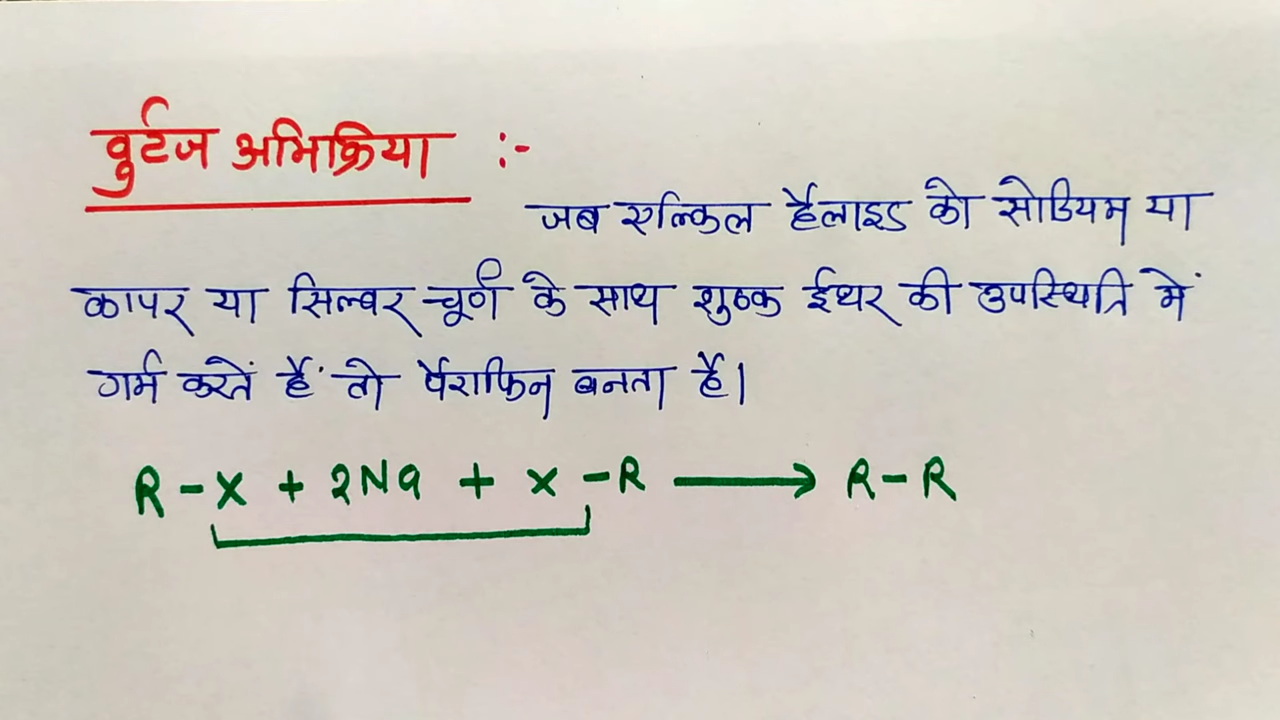 वुर्टज अभिक्रिया :-
जब एल्किल हैलाइड को सोडियम या
कापर या सिल्वर चूर्ण के साथ शुष्क ईथर की उपस्थिति में
गर्म करतें हैं तो पैराफिन बनता है।
R - X + 2Na + X - R ⟶ R - R